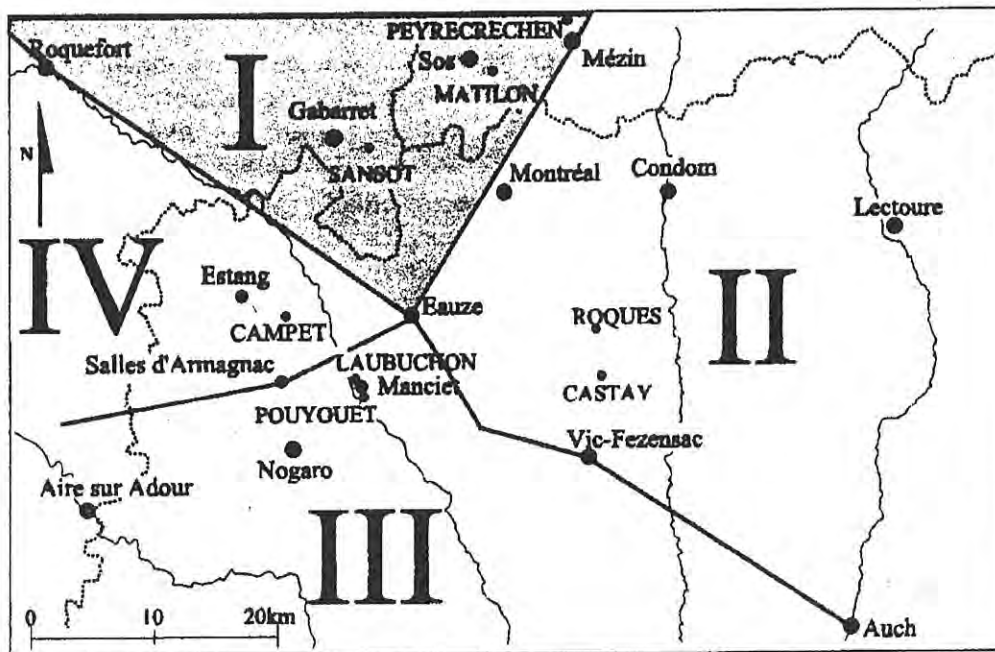 PEYRECRECHEN
Roquefort
I
Sos
Mézin
MATILON
Gabarret
N
SANSOT
Montréal
Condom
Lectoure
IV
Estang
II
Eauze
CAMPET
ROQUES
Salles d'Armagnac
LAUBUCHON
Manciet
CASTAY
POUYOUET
Vic-Fezensac
Nogaro
Aire sur Adour
III
0 10 20km
Auch